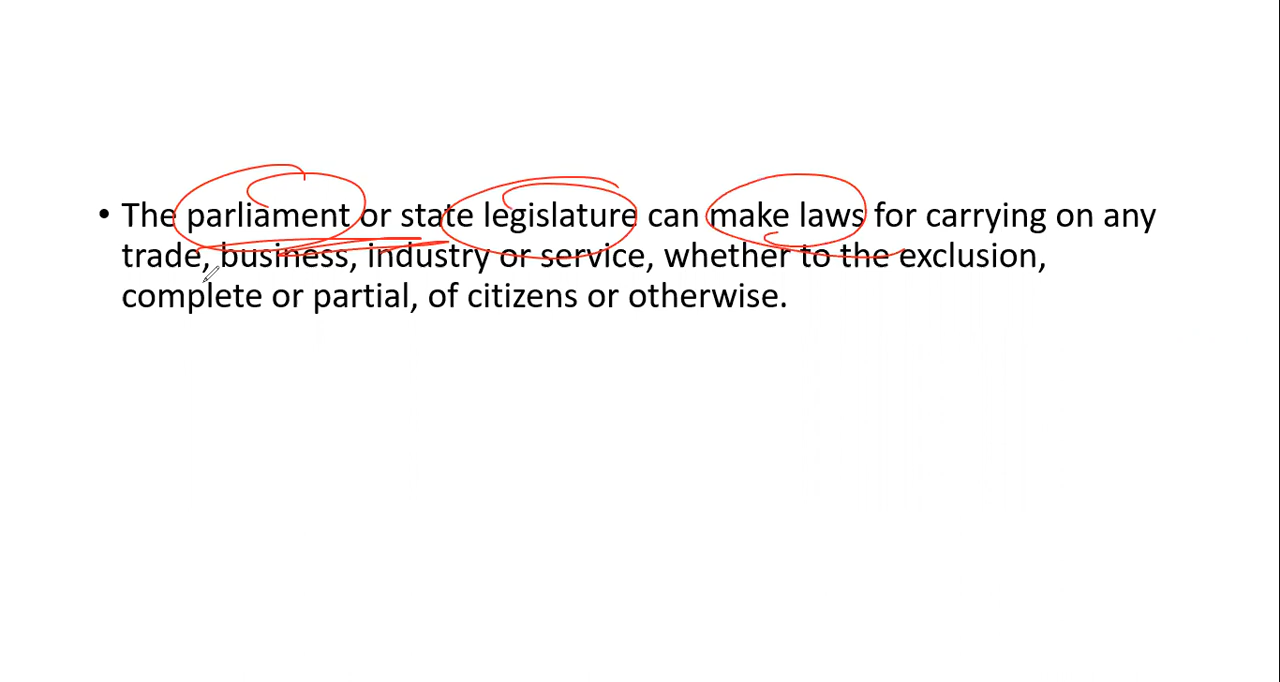 • The parliament or state legislature can make laws for carrying on any
trade, business, industry or service, whether to the exclusion,
complete or partial, of citizens or otherwise.